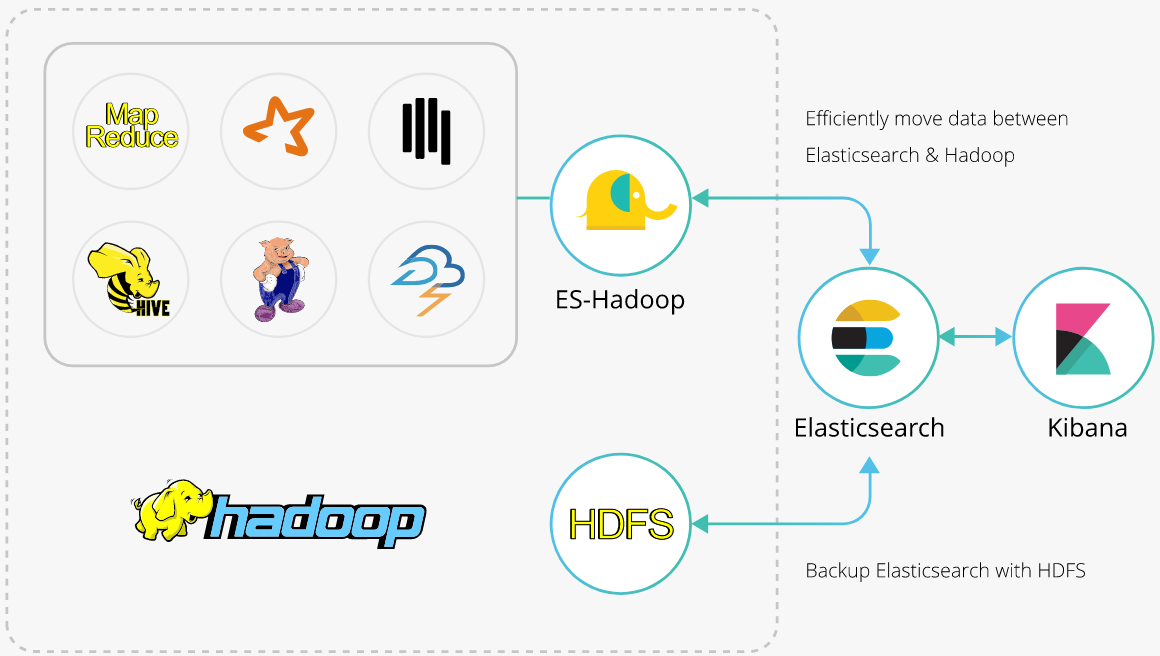 Map
Reduce
HIVE
ES-Hadoop
Efficiently move data between
Elasticsearch & Hadoop
Elasticsearch
Kibana
hadoop
HDFS
Backup Elasticsearch with HDFS